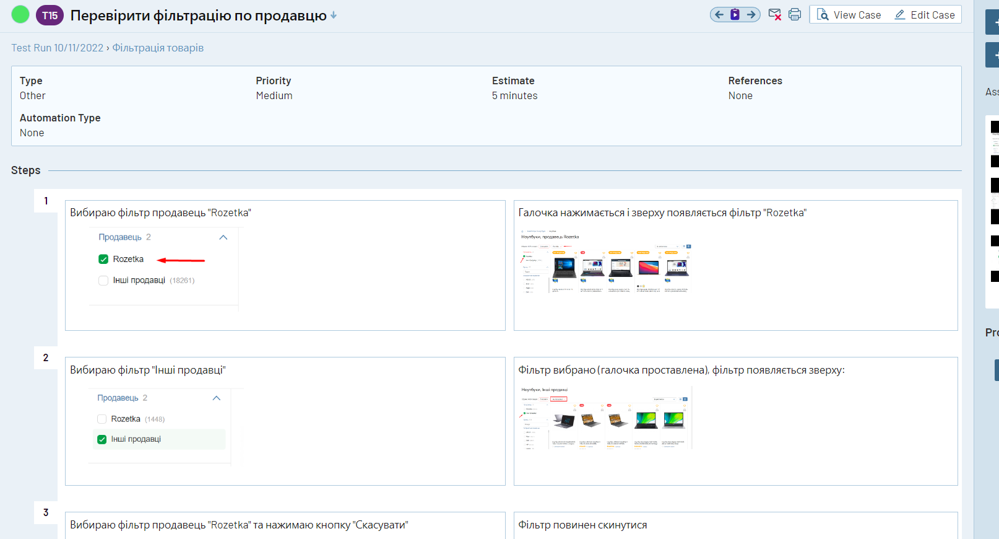 T15 Перевірити фільтрацію по продавцю
View Case Edit Case
Test Run 10/11/2022 › Фільтрація товарів
Type Priority Estimate References
Other Medium 5 minutes None
Automation Type
None
Steps
1
Вибираю фільтр продавець "Rozetka"
Продавець 2
Rozetka
Інші продавці (18261)
Галочка нажимається і зверху появляється фільтр "Rozetka"
Ноутбуки, продавець Rozetka
2
Вибираю фільтр "Інші продавці"
Продавець 2
Rozetka (1448)
Інші продавці
Фільтр вибрано (галочка проставлена), фільтр появляється зверху:
Ноутбуки, Інші продавці
3
Вибираю фільтр продавець "Rozetka" та нажимаю кнопку "Скасувати"
Фільтр повинен скинутися